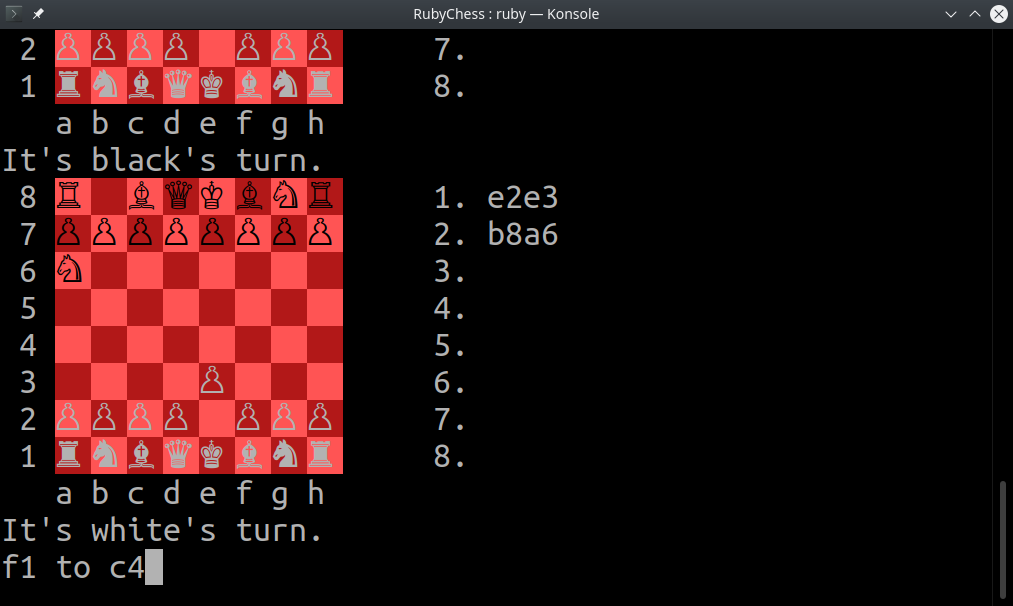 RubyChess : ruby — Konsole
2 ♙ ♙ ♙ ♙   ♙ ♙ ♙ 7.
1 ♜ ♞ ♝ ♛ ♚ ♝ ♞ ♜ 8.
a b c d e f g h
It's black's turn.
8 ♖   ♗ ♕ ♔ ♗ ♘ ♖ 1. e2e3
7 ♙ ♙ ♙ ♙ ♙ ♙ ♙ ♙ 2. b8a6
6 ♘ 3.
5 4.
4 5.
3 ♙ 6.
2 ♙ ♙ ♙ ♙   ♙ ♙ ♙ 7.
1 ♜ ♞ ♝ ♛ ♚ ♝ ♞ ♜ 8.
a b c d e f g h
It's white's turn.
f1 to c4